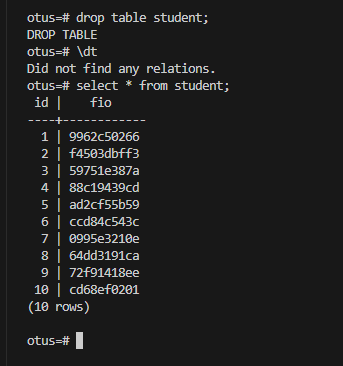 otus=# drop table student;
DROP TABLE
otus=# \dt
Did not find any relations.
otus=# select * from student;
 id |    fio
----+------------
  1 | 9962c50266
  2 | f4503dbff3
  3 | 59751e387a
  4 | 88c19439cd
  5 | ad2cf55b59
  6 | ccd84c543c
  7 | 0995e3210e
  8 | 64dd3191ca
  9 | 72f91418ee
 10 | cd68ef0201
(10 rows)
otus=#